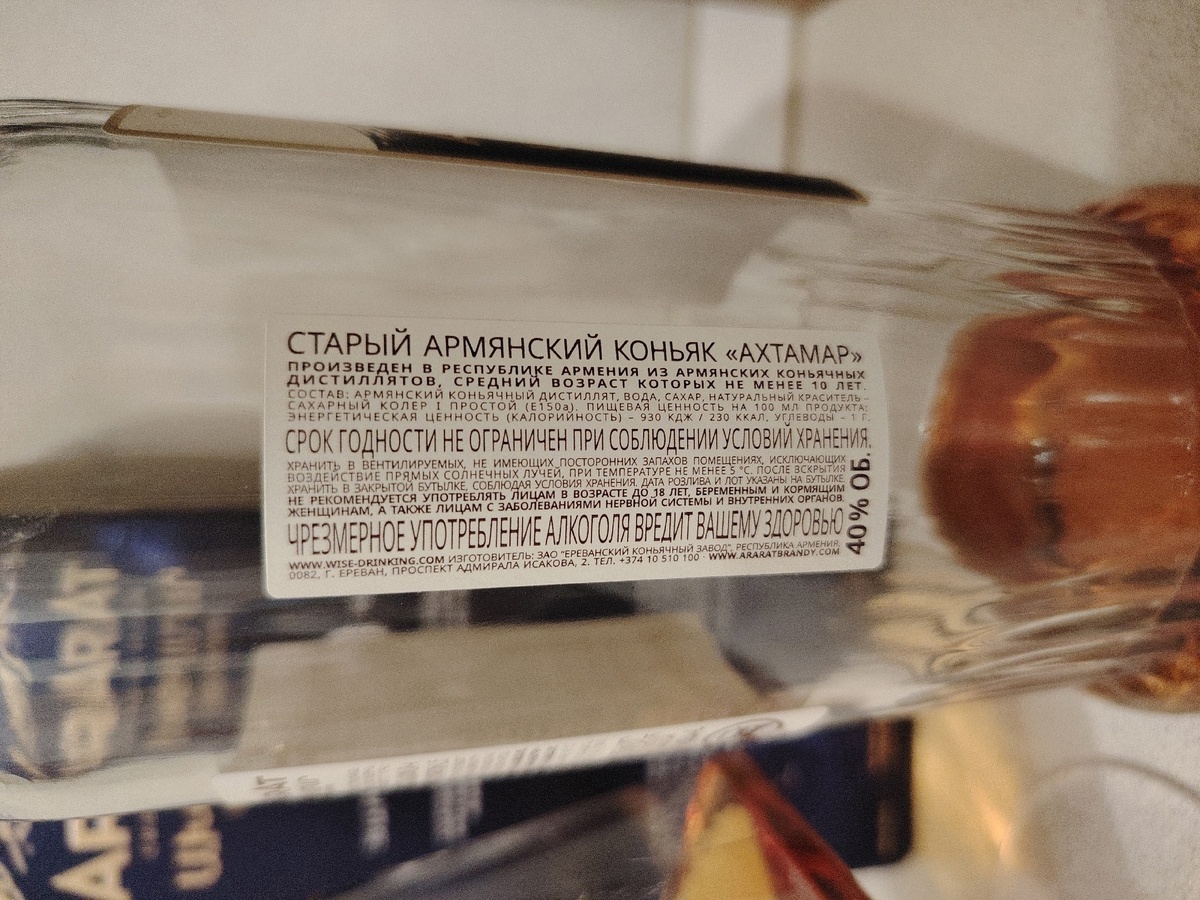 СТАРЫЙ АРМЯНСКИЙ КОНЬЯК «АХТАМАР»
ПРОИЗВЕДЕН В РЕСПУБЛИКЕ АРМЕНИЯ ИЗ АРМЯНСКИХ КОНЬЯЧНЫХ
ДИСТИЛЛЯТОВ, СРЕДНИЙ ВОЗРАСТ КОТОРЫХ НЕ МЕНЕЕ 10 ЛЕТ.
СОСТАВ: АРМЯНСКИЙ КОНЬЯЧНЫЙ ДИСТИЛЛЯТ, ВОДА, САХАР, НАТУРАЛЬНЫЙ КРАСИТЕЛЬ –
САХАРНЫЙ КОЛЕР I ПРОСТОЙ (E150a). ПИЩЕВАЯ ЦЕННОСТЬ НА 100 МЛ ПРОДУКТА:
ЭНЕРГЕТИЧЕСКАЯ ЦЕННОСТЬ (КАЛОРИЙНОСТЬ) – 930 КДЖ / 230 ККАЛ, УГЛЕВОДЫ – 1 Г.
СРОК ГОДНОСТИ НЕ ОГРАНИЧЕН ПРИ СОБЛЮДЕНИИ УСЛОВИЙ ХРАНЕНИЯ.
ХРАНИТЬ В ВЕНТИЛИРУЕМЫХ, НЕ ИМЕЮЩИХ ПОСТОРОННИХ ЗАПАХОВ ПОМЕЩЕНИЯХ, ИСКЛЮЧАЮЩИХ
ВОЗДЕЙСТВИЕ ПРЯМЫХ СОЛНЕЧНЫХ ЛУЧЕЙ, ПРИ ТЕМПЕРАТУРЕ НЕ МЕНЕЕ 5 °С. ПОСЛЕ ВСКРЫТИЯ
ХРАНИТЬ В ЗАКРЫТОЙ БУТЫЛКЕ, СОБЛЮДАЯ УСЛОВИЯ ХРАНЕНИЯ. ДАТА РОЗЛИВА И ЛОТ УКАЗАНЫ НА БУТЫЛКЕ.
НЕ РЕКОМЕНДУЕТСЯ УПОТРЕБЛЯТЬ ЛИЦАМ В ВОЗРАСТЕ ДО 18 ЛЕТ, БЕРЕМЕННЫМ И КОРМЯЩИМ
ЖЕНЩИНАМ, А ТАКЖЕ ЛИЦАМ С ЗАБОЛЕВАНИЯМИ НЕРВНОЙ СИСТЕМЫ И ВНУТРЕННИХ ОРГАНОВ.
ЧРЕЗМЕРНОЕ УПОТРЕБЛЕНИЕ АЛКОГОЛЯ ВРЕДИТ ВАШЕМУ ЗДОРОВЬЮ
WWW.WISE-DRINKING.COM ИЗГОТОВИТЕЛЬ: ЗАО "ЕРЕВАНСКИЙ КОНЬЯЧНЫЙ ЗАВОД", РЕСПУБЛИКА АРМЕНИЯ,
0082, Г. ЕРЕВАН, ПРОСПЕКТ АДМИРАЛА ИСАКОВА, 2. ТЕЛ. +374 10 510 100 · WWW.ARARATBRANDY.COM
40% ОБ.